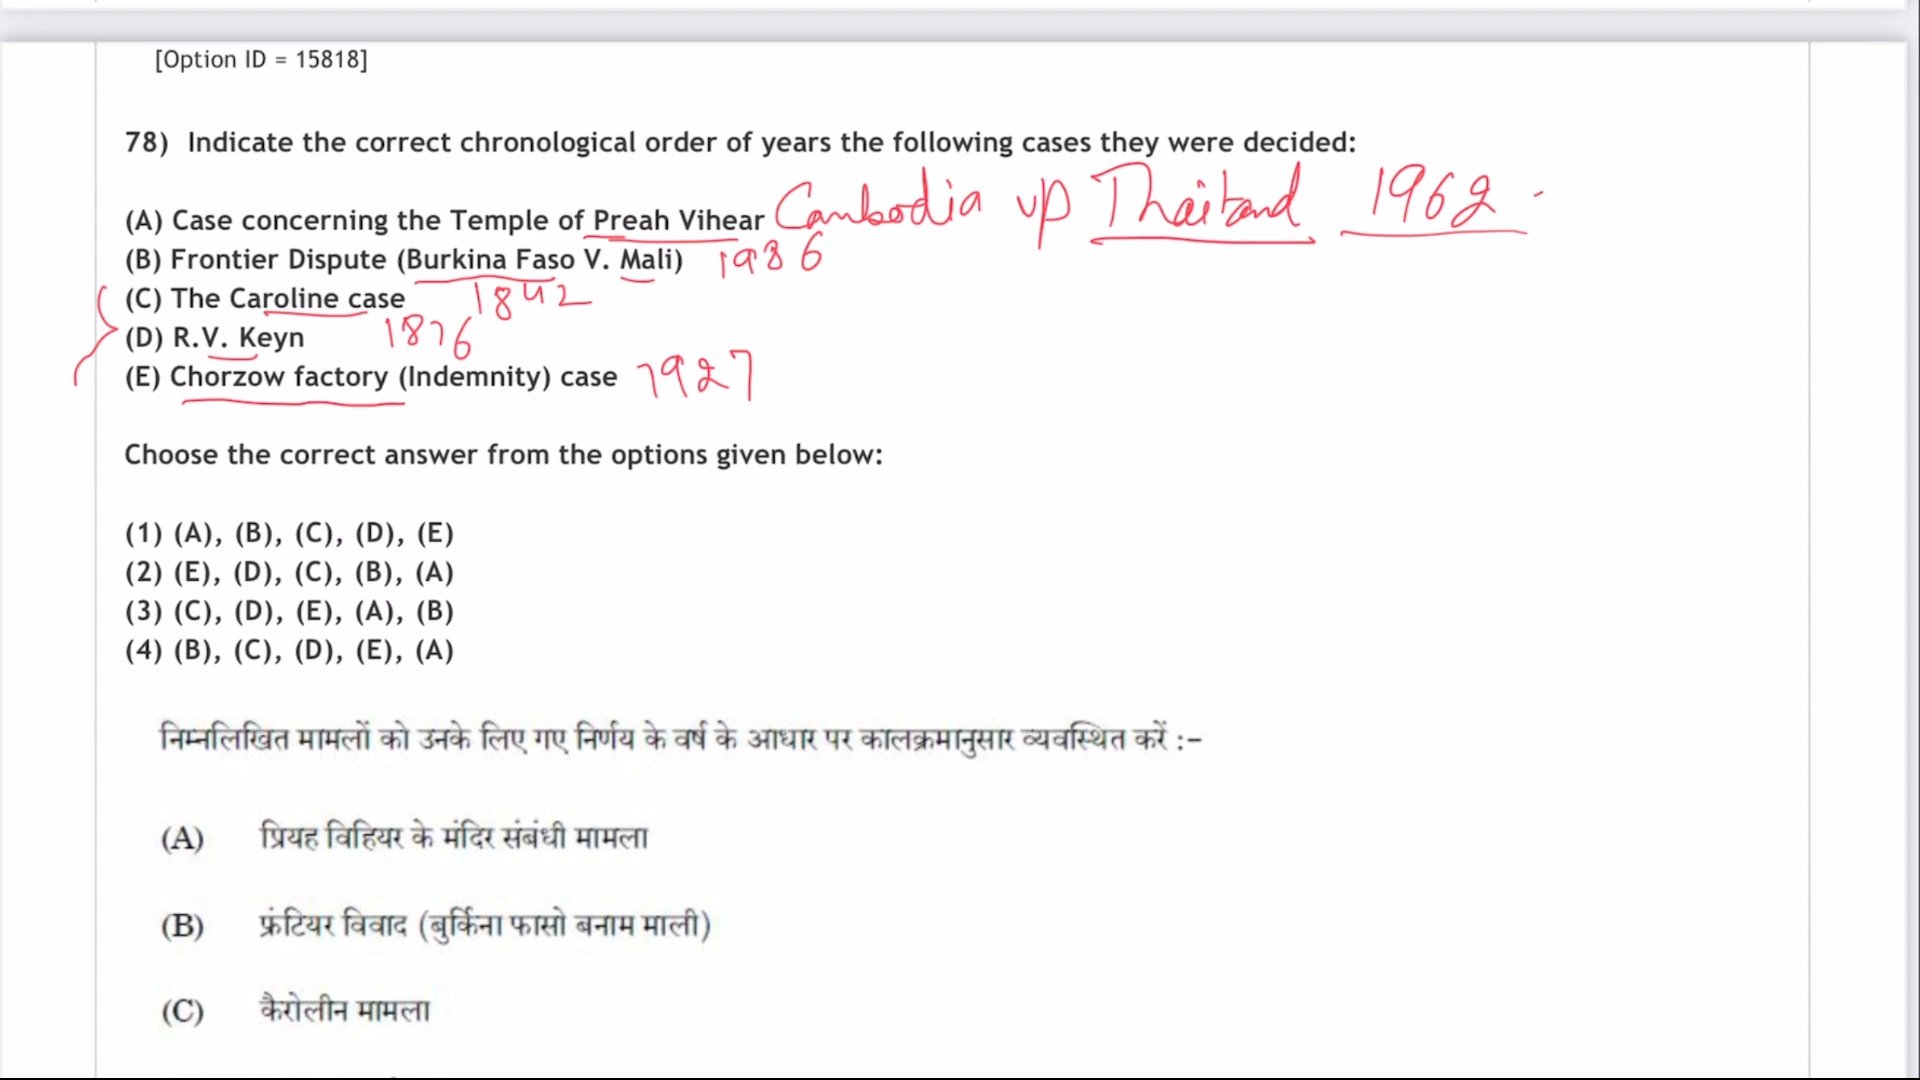 [Option ID = 15818]
78) Indicate the correct chronological order of years the following cases they were decided:
(A) Case concerning the Temple of Preah Vihear Cambodia vs Thailand 1962
(B) Frontier Dispute (Burkina Faso V. Mali) 1986
(C) The Caroline case 1842
(D) R.V. Keyn 1876
(E) Chorzow factory (Indemnity) case 1927
Choose the correct answer from the options given below:
(1) (A), (B), (C), (D), (E)
(2) (E), (D), (C), (B), (A)
(3) (C), (D), (E), (A), (B)
(4) (B), (C), (D), (E), (A)
निम्नलिखित मामलों को उनके लिए गए निर्णय के वर्ष के आधार पर कालक्रमानुसार व्यवस्थित करें :-
(A) प्रियह विहियर के मंदिर संबंधी मामला
(B) फ्रंटियर विवाद (बुर्किना फासो बनाम माली)
(C) कैरोलीन मामला